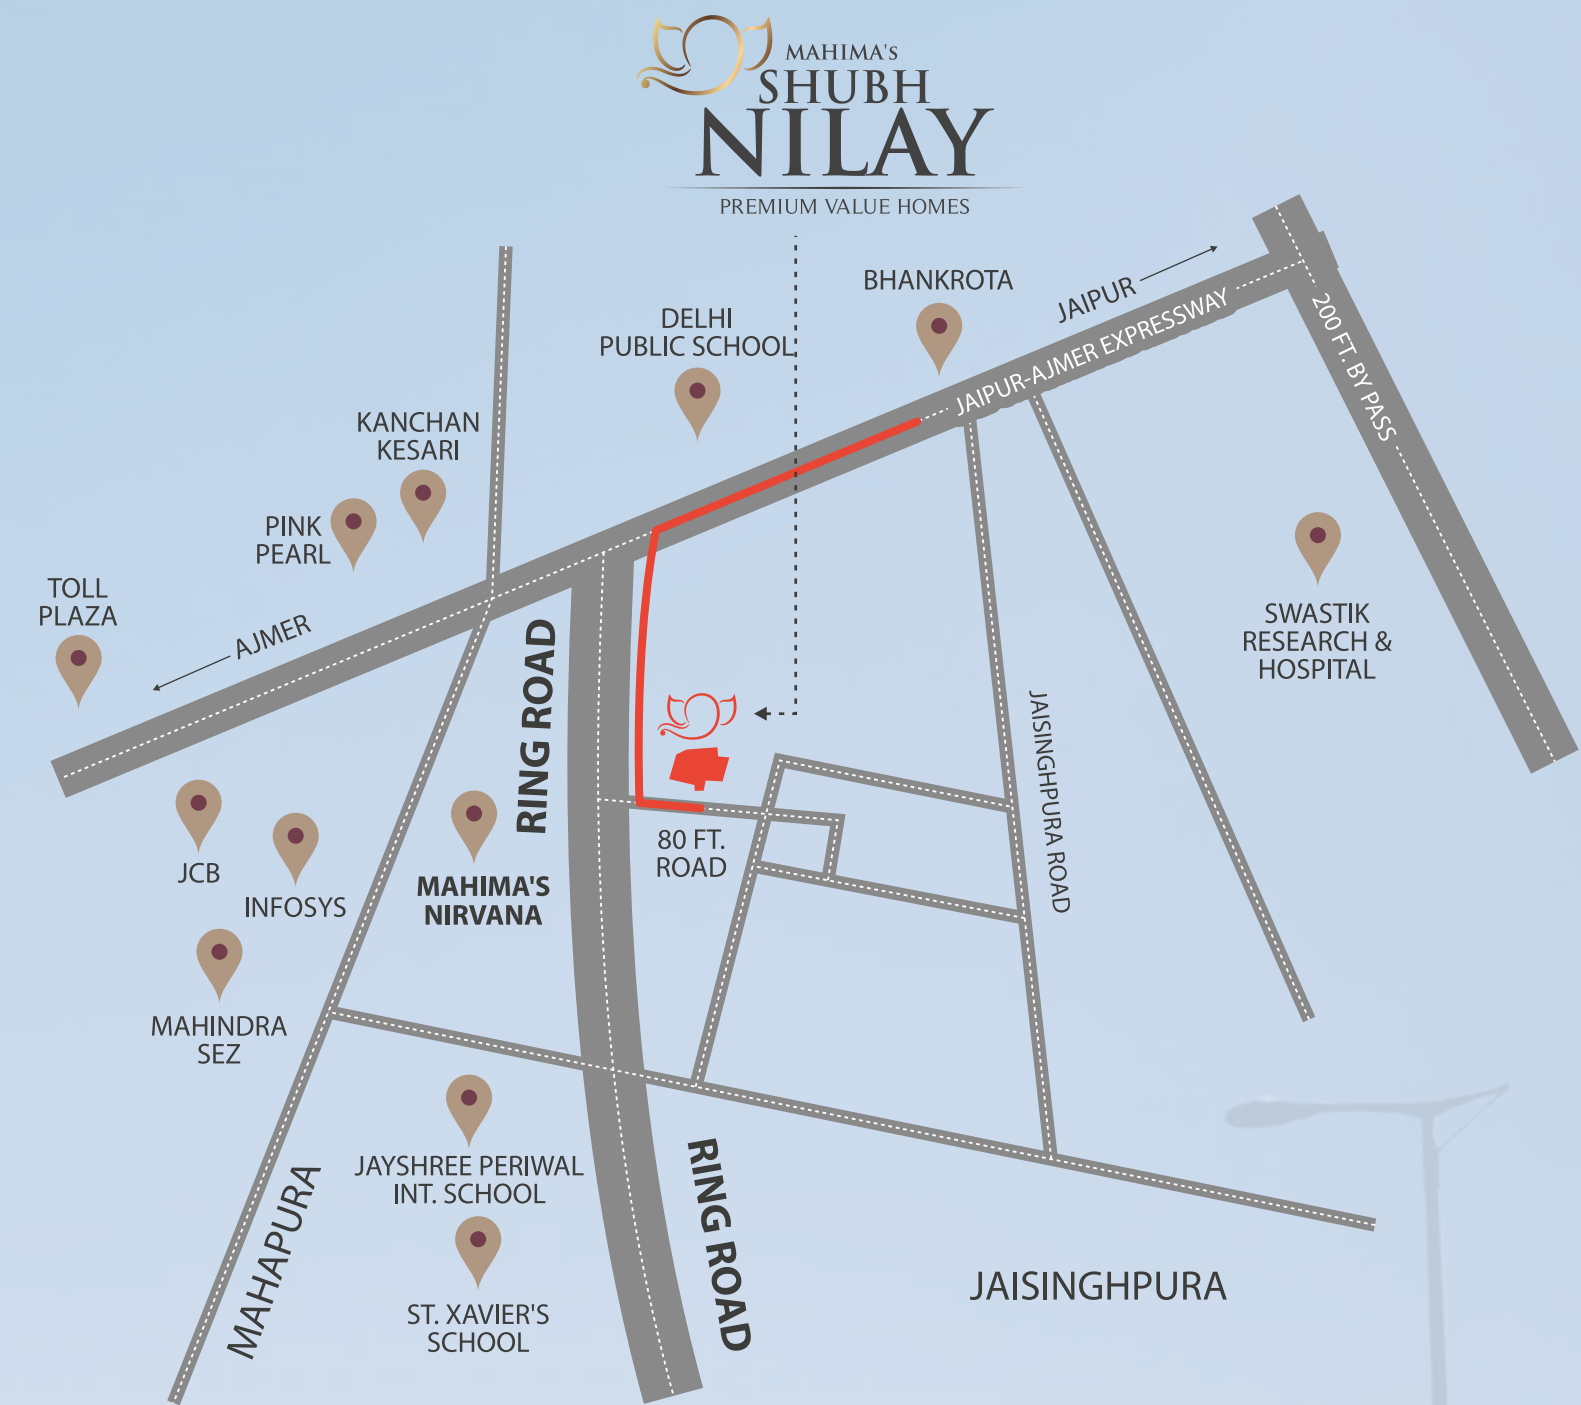 MAHIMA'S
SHUBH
NILAY
PREMIUM VALUE HOMES
BHANKROTA
JAIPUR
JAIPUR-AJMER EXPRESSWAY
200 FT. BY PASS
DELHI
PUBLIC SCHOOL
KANCHAN
KESARI
PINK
PEARL
TOLL
PLAZA
AJMER
SWASTIK
RESEARCH &
HOSPITAL
RING ROAD
JAISINGHPURA ROAD
80 FT.
ROAD
JCB
INFOSYS
MAHIMA'S
NIRVANA
MAHINDRA
SEZ
JAYSHREE PERIWAL
INT. SCHOOL
MAHAPURA
RING ROAD
ST. XAVIER'S
SCHOOL
JAISINGHPURA